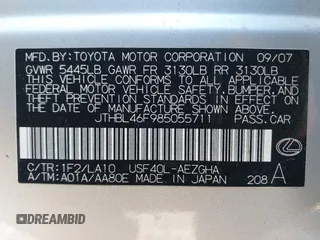 MFD.BY:TOYOTA MOTOR CORPORATION 09/07
GVWR 5445LB GAWR FR 3130LB RR 3130LB
THIS VEHICLE CONFORMS TO ALL APPLICABLE
FEDERAL MOTOR VEHICLE SAFETY, BUMPER, AND
THEFT PREVENTION STANDARDS IN EFFECT ON
THE DATE OF MANUFACTURE SHOWN ABOVE.
JTHBL46F985055711 PASS.CAR
C/TR:1F2/LA10 USF40L-AEZGHA
A/TM:A01A/AA80E MADE IN JAPAN 208 A
DREAMBID